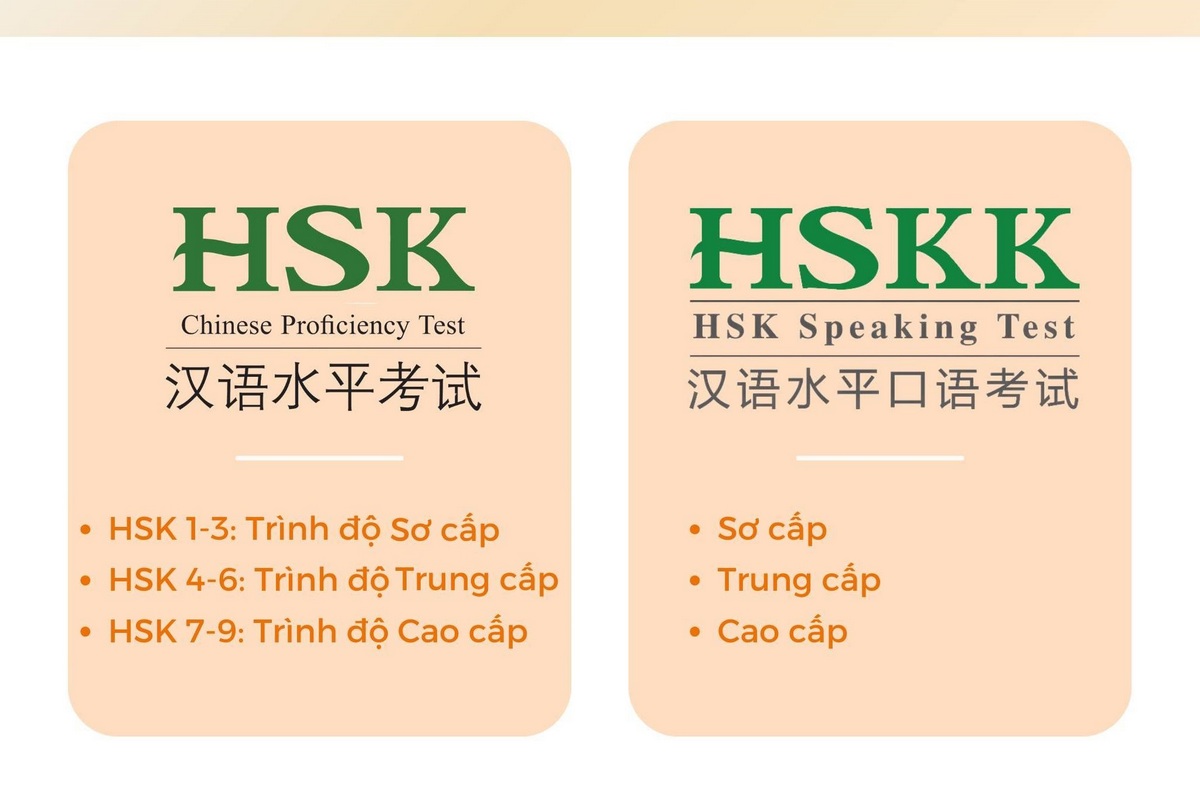 HSK
Chinese Proficiency Test
汉语水平考试
HSK 1-3: Trình độ Sơ cấp
HSK 4-6: Trình độ Trung cấp
HSK 7-9: Trình độ Cao cấp
HSKK
HSK Speaking Test
汉语水平口语考试
Sơ cấp
Trung cấp
Cao cấp